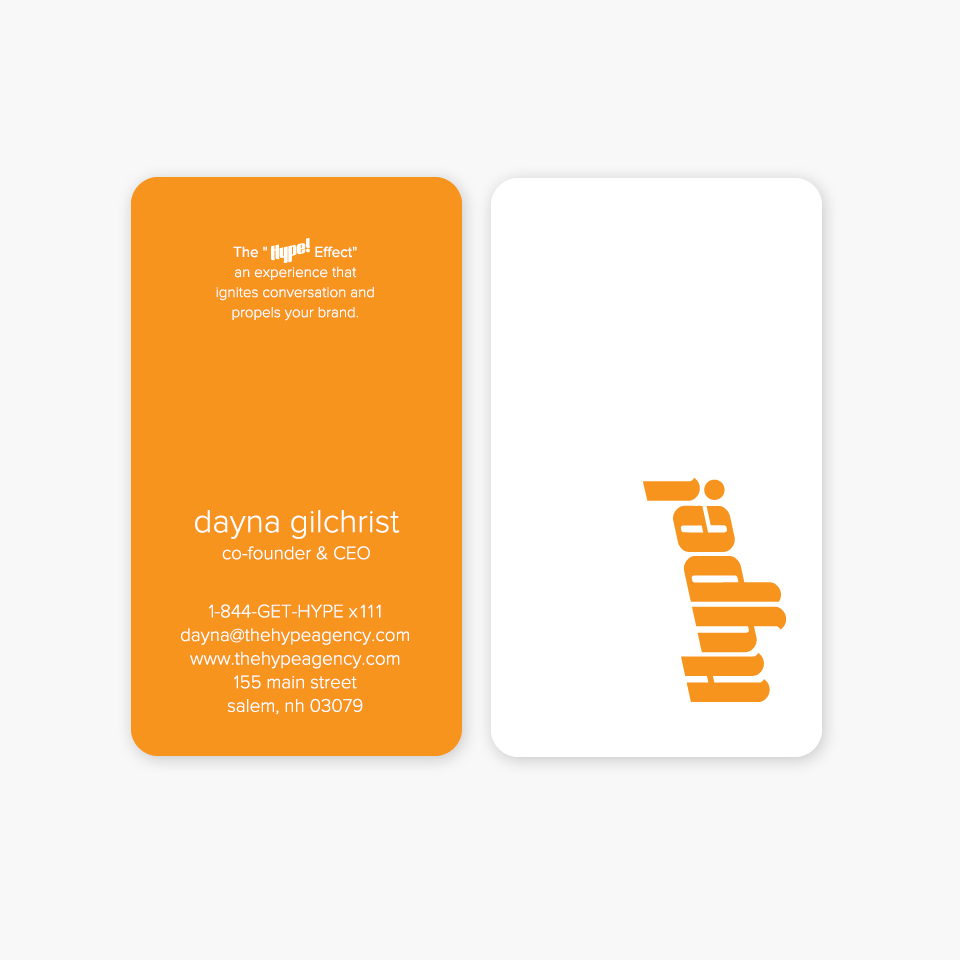 The "Hype! Effect"
an experience that
ignites conversation and
propels your brand.
dayna gilchrist
co-founder & CEO
1-844-GET-HYPE x111
dayna@thehypeagency.com
www.thehypeagency.com
155 main street
salem, nh 03079
Hype!